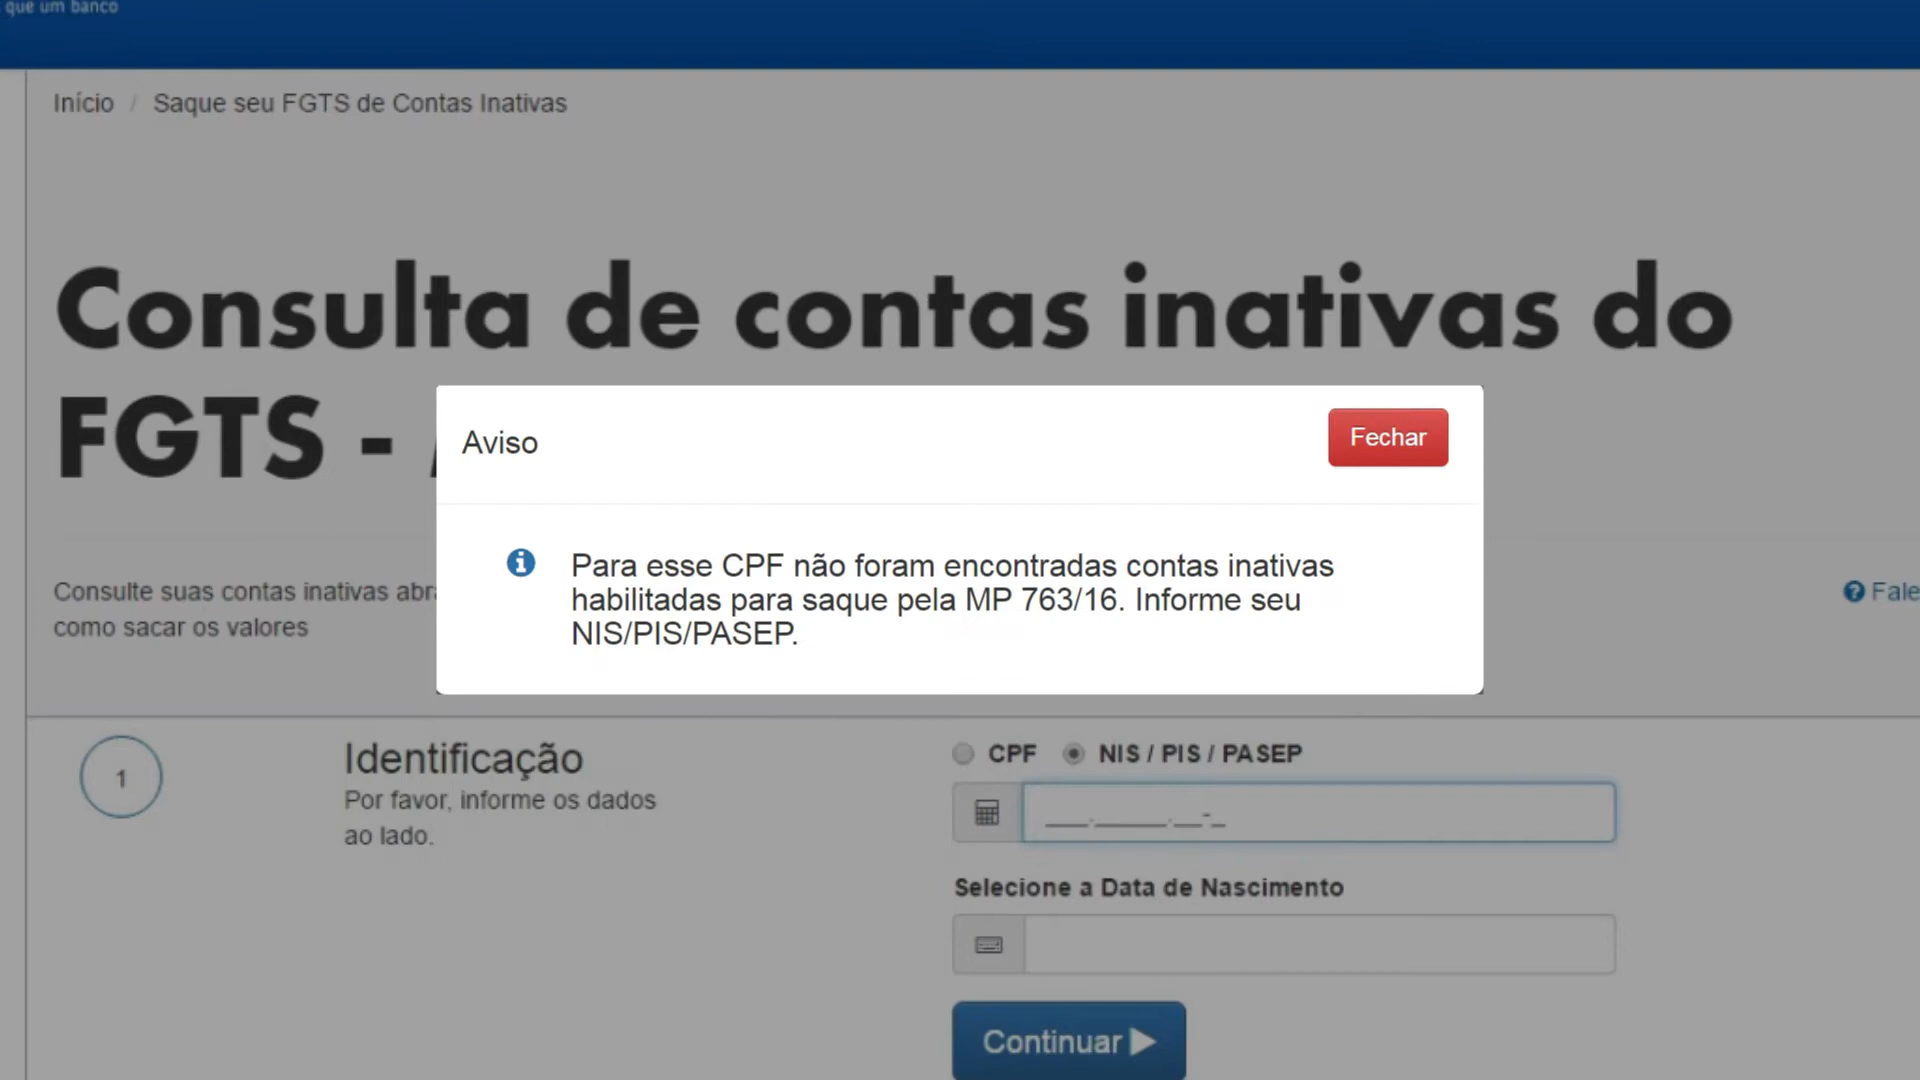 que um banco
Início / Saque seu FGTS de Contas Inativas
Consulta de contas inativas do
FGTS -
Aviso
Fechar
Para esse CPF não foram encontradas contas inativas
habilitadas para saque pela MP 763/16. Informe seu
NIS/PIS/PASEP.
Consulte suas contas inativas
como sacar os valores
Fale
1
Identificação
Por favor, informe os dados
ao lado.
CPF NIS / PIS / PASEP
___._____.__-_
Selecione a Data de Nascimento
Continuar